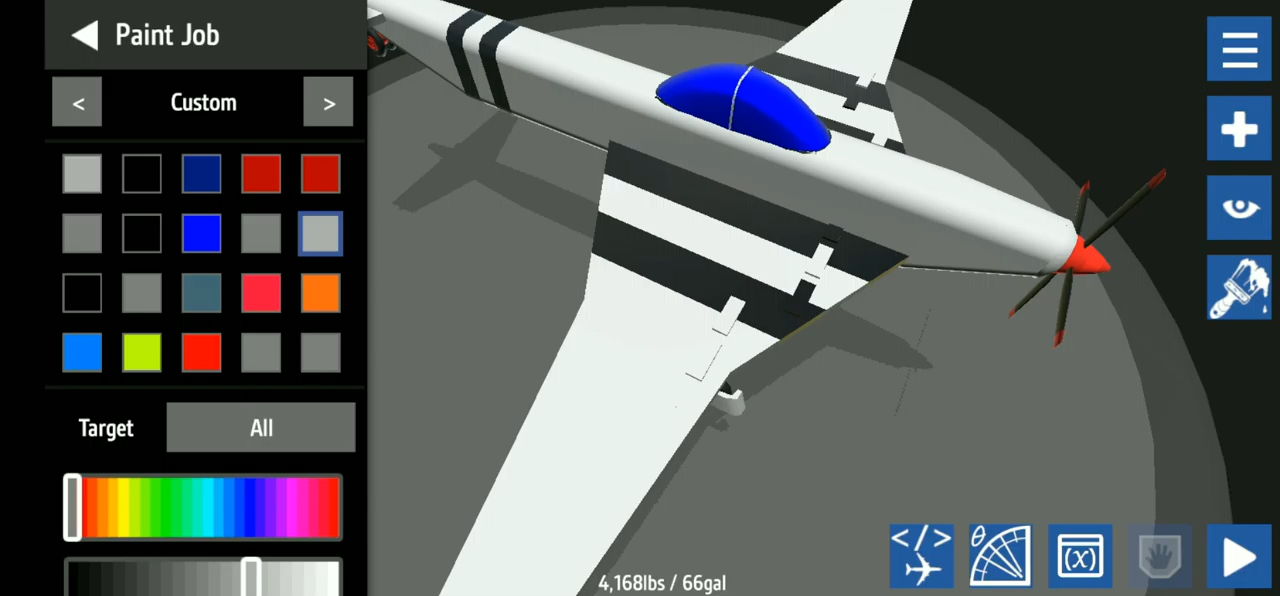 Paint Job
< Custom >
Target All
</>
θ
(x)
4,168lbs / 66gal